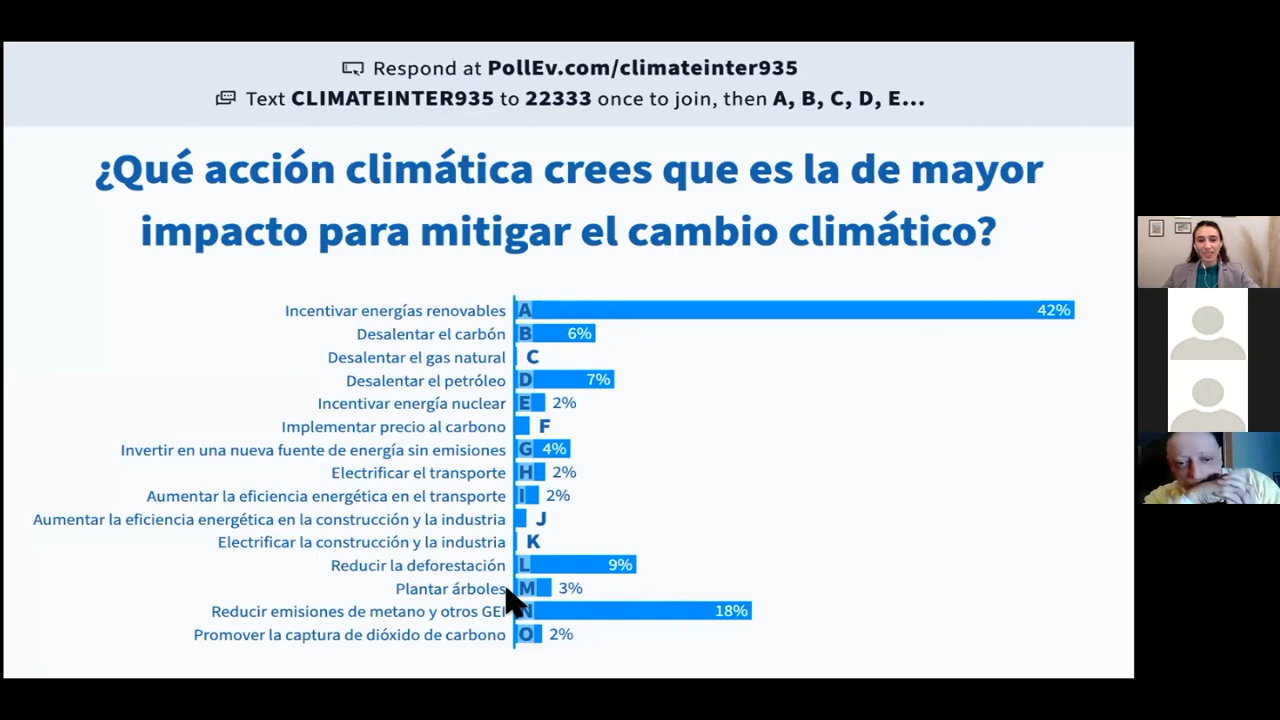 Respond at PollEv.com/climateinter935
Text CLIMATEINTER935 to 22333 once to join, then A, B, C, D, E...
¿Qué acción climática crees que es la de mayor
impacto para mitigar el cambio climático?
Incentivar energías renovables A 42%
Desalentar el carbón B 6%
Desalentar el gas natural C
Desalentar el petróleo D 7%
Incentivar energía nuclear E 2%
Implementar precio al carbono F
Invertir en una nueva fuente de energía sin emisiones G 4%
Electrificar el transporte H 2%
Aumentar la eficiencia energética en el transporte I 2%
Aumentar la eficiencia energética en la construcción y la industria J
Electrificar la construcción y la industria K
Reducir la deforestación L 9%
Plantar árboles M 3%
Reducir emisiones de metano y otros GEI N 18%
Promover la captura de dióxido de carbono O 2%